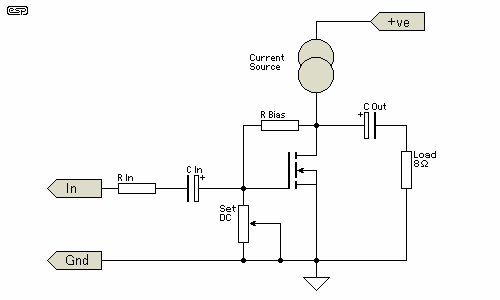 esp
+ve
Current
Source
R Bias
C Out
+
R In
C In
+
In
Load
8Ω
Set
DC
Gnd